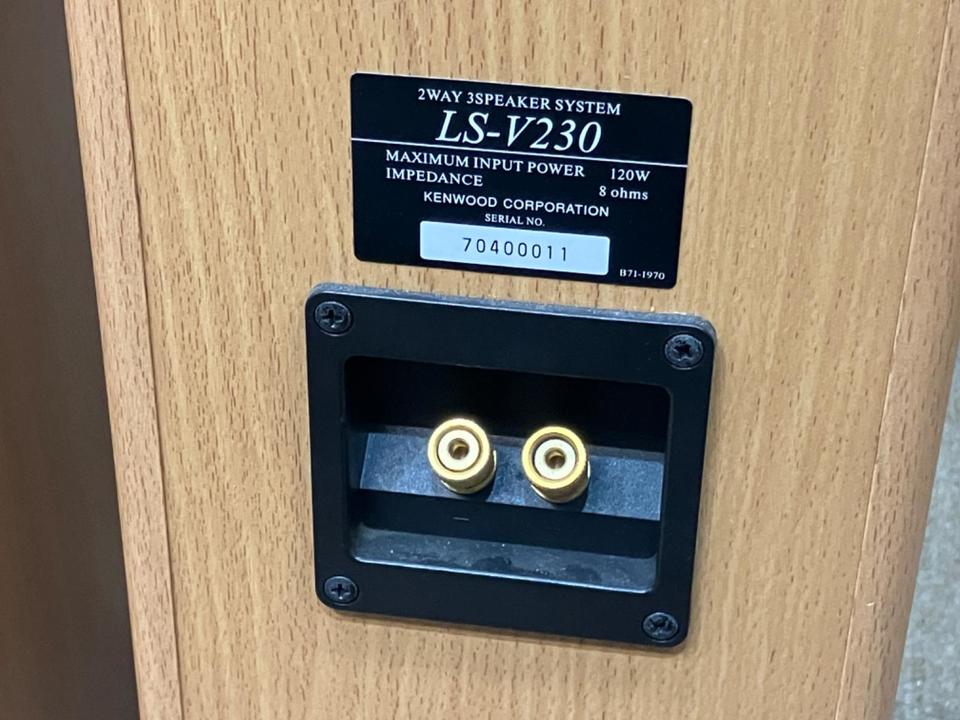 2WAY 3SPEAKER SYSTEM
LS-V230
MAXIMUM INPUT POWER 120W
IMPEDANCE 8 ohms
KENWOOD CORPORATION
SERIAL NO.
70400011
B71-1970